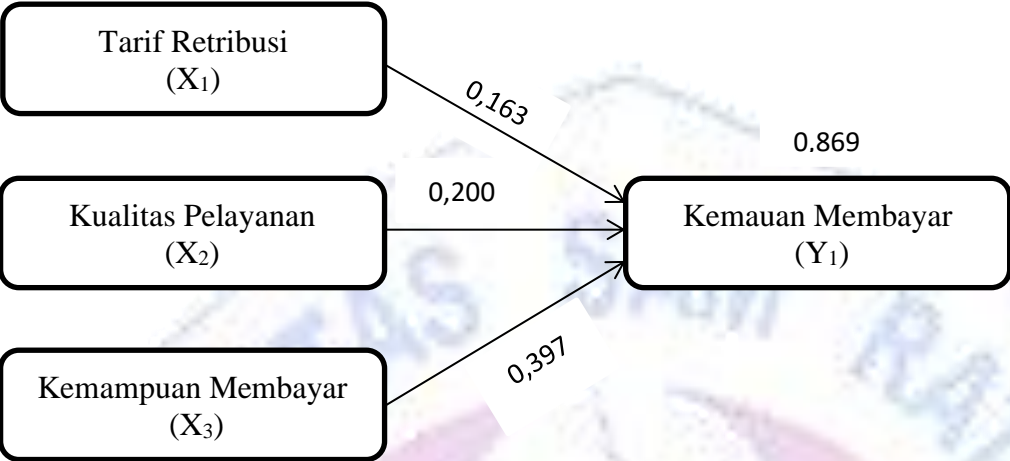 Tarif Retribusi
(X1)
0,163
0,869
Kualitas Pelayanan
(X2)
0,200
Kemauan Membayar
(Y1)
Kemampuan Membayar
(X3)
0,397